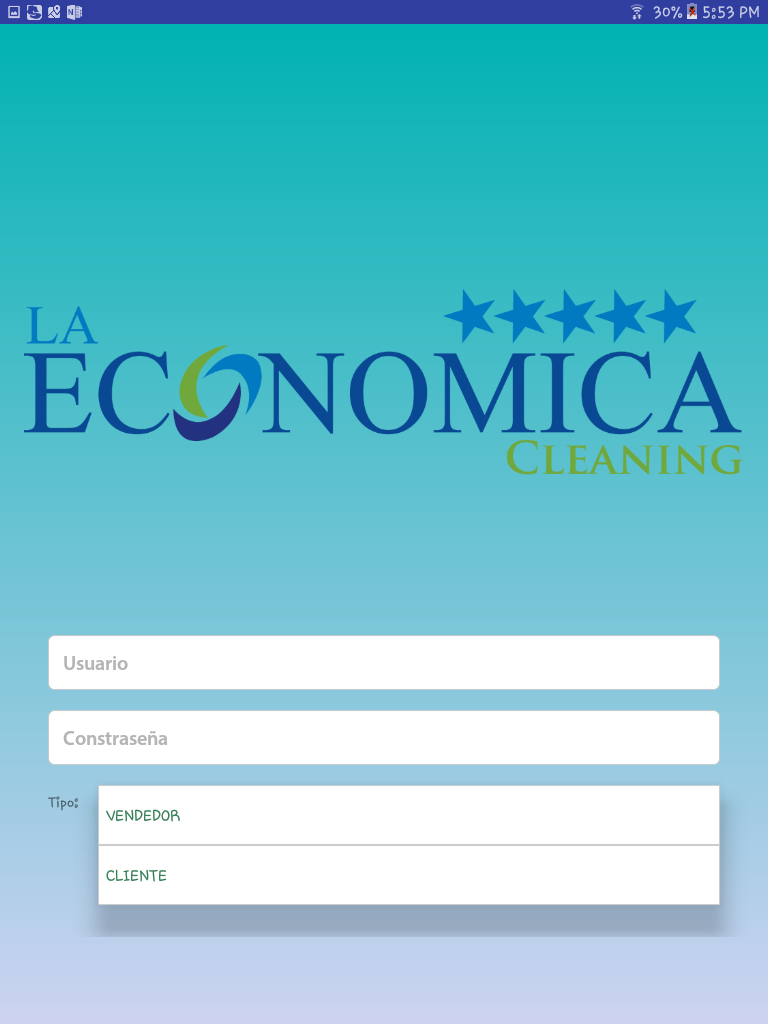 30% 5:53 PM
LA
ECONOMICA
CLEANING
Usuario
Constraseña
Tipo:
VENDEDOR
CLIENTE